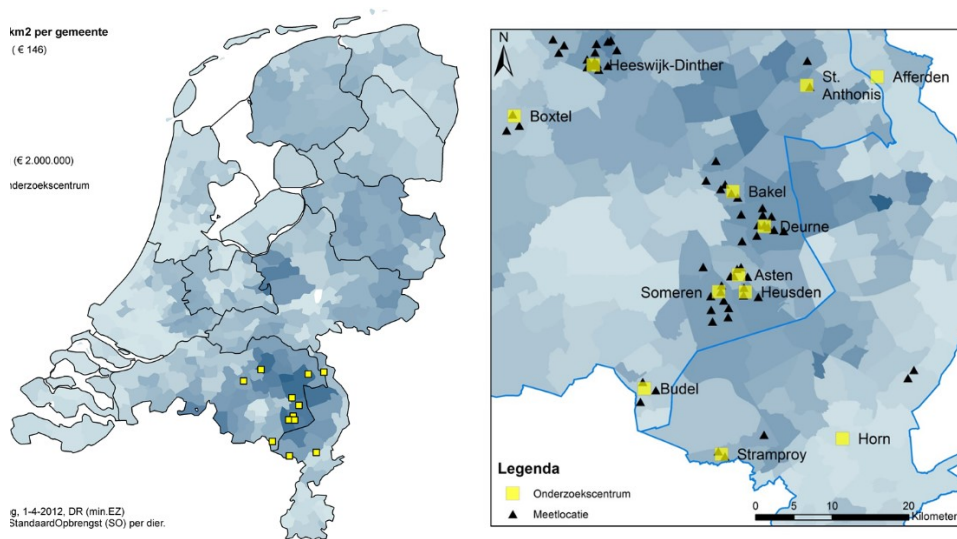 km2 per gemeente
( € 146)
(€ 2.000.000)
nderzoekscentrum
g, 1-4-2012, DR (min.EZ)
StandaardOpbrengst (SO) per dier.
N
Heeswijk-Dinther
St.
Anthonis
Afferden
Boxtel
Bakel
Deurne
Asten
Someren
Heusden
Budel
Horn
Stramproy
Legenda
Onderzoekscentrum
Meetlocatie
0 5 10 20
Kilometer